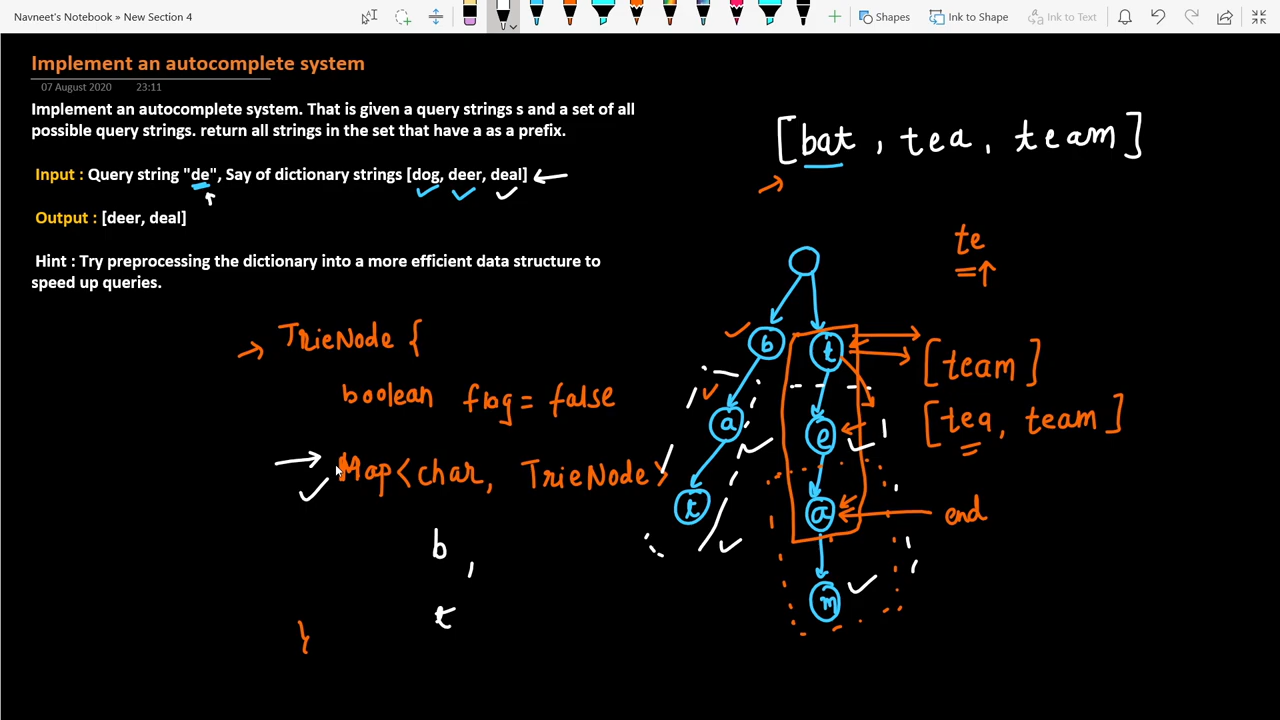 Navneet's Notebook » New Section 4
Shapes
Ink to Shape
Ink to Text
Implement an autocomplete system
07 August 2020 23:11
Implement an autocomplete system. That is given a query strings s and a set of all
possible query strings. return all strings in the set that have a as a prefix.
Input : Query string "de", Say of dictionary strings [dog, deer, deal]
Output : [deer, deal]
Hint : Try preprocessing the dictionary into a more efficient data structure to
speed up queries.
[bat, tea, team]
te
TrieNode {
boolean flag = false
Map<char, TrieNode>
b,
t
}
b
t
a
e
t
a
m
[team]
[tea, team]
end